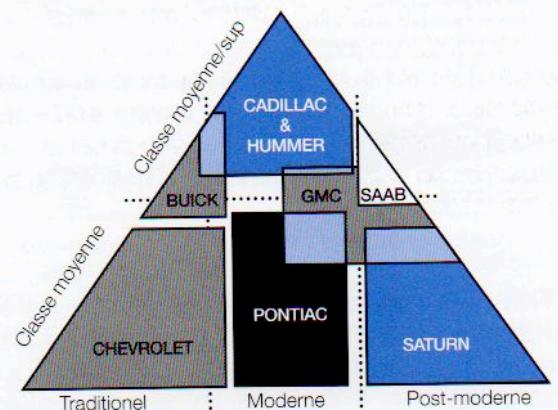 Classe moyenne/sup
CADILLAC
&
HUMMER
BUICK
GMC
SAAB
Classe moyenne
CHEVROLET
PONTIAC
SATURN
Traditionel
Moderne
Post-moderne